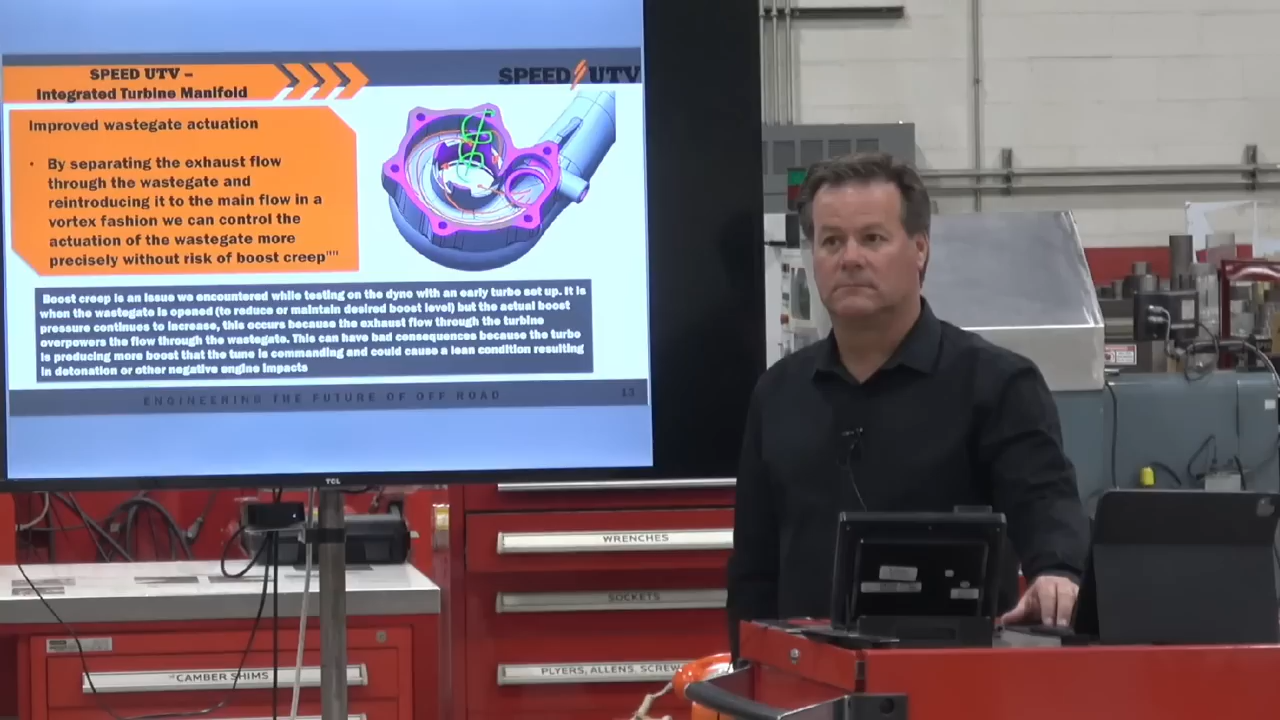 SPEED UTV –
Integrated Turbine Manifold
SPEED UTV
Improved wastegate actuation
• By separating the exhaust flow
through the wastegate and
reintroducing it to the main flow in a
vortex fashion we can control the
actuation of the wastegate more
precisely without risk of boost creep""
Boost creep is an issue we encountered while testing on the dyno with an early turbo set up. It is
when the wastegate is opened (to reduce or maintain desired boost level) but the actual boost
pressure continues to increase, this occurs because the exhaust flow through the turbine
overpowers the flow through the wastegate. This can have bad consequences because the turbo
is producing more boost that the tune is commanding and could cause a lean condition resulting
in detonation or other negative engine impacts
ENGINEERING THE FUTURE OF OFF ROAD
13
TCL
WRENCHES
SOCKETS
PLYERS, ALLENS, SCREW
CAMBER SHIMS